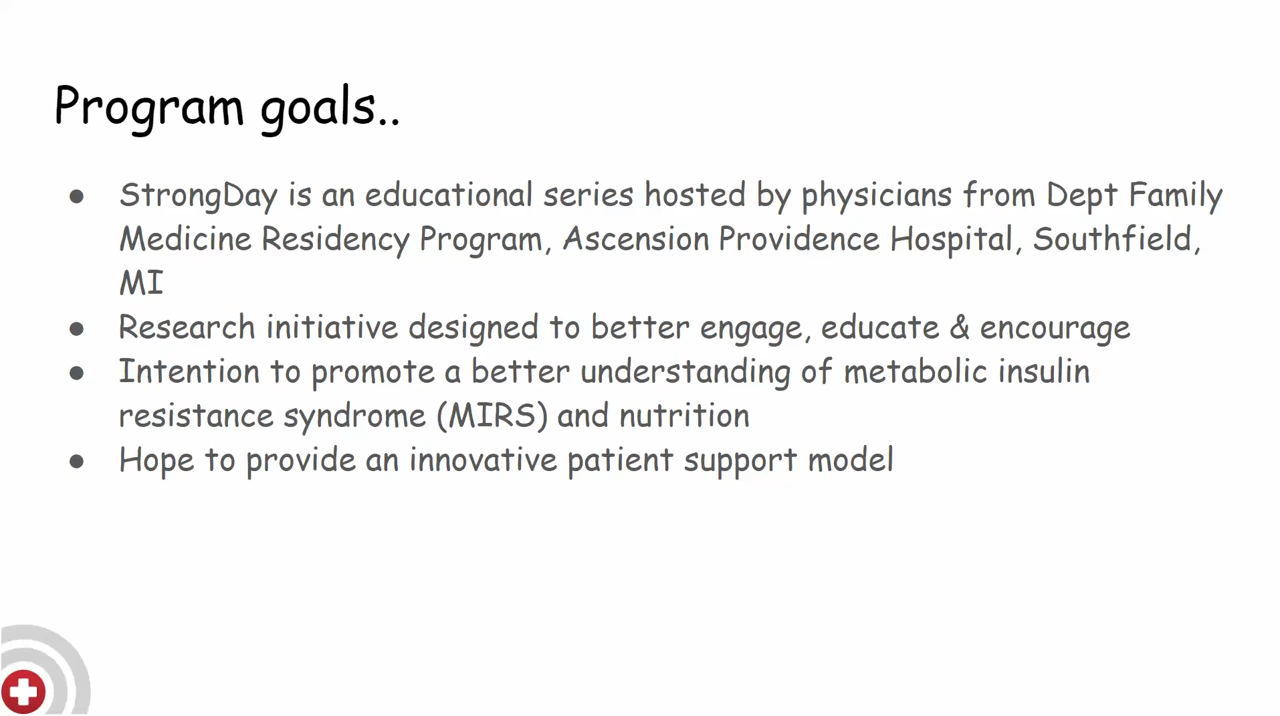 Program goals..
● StrongDay is an educational series hosted by physicians from Dept Family
Medicine Residency Program, Ascension Providence Hospital, Southfield,
MI
● Research initiative designed to better engage, educate & encourage
● Intention to promote a better understanding of metabolic insulin
resistance syndrome (MIRS) and nutrition
● Hope to provide an innovative patient support model